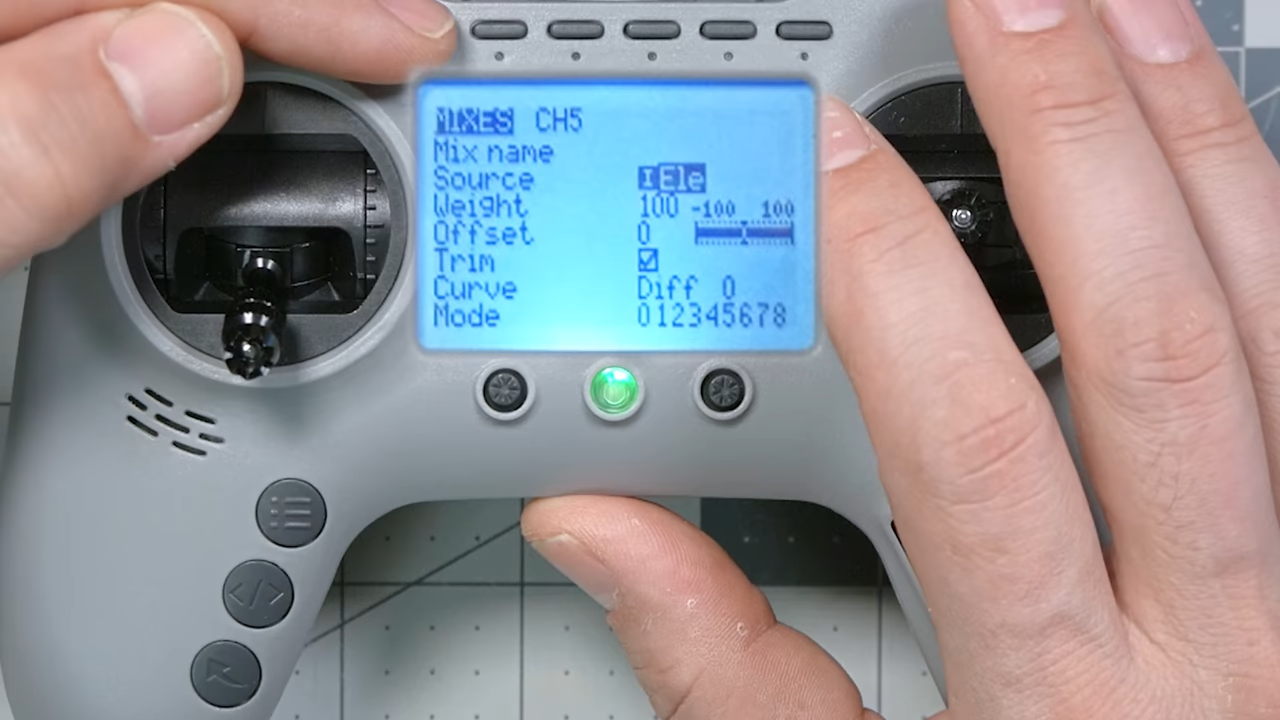 MIXES CH5
Mix name
Source IEle
Weight 100 -100 100
Offset 0
Trim
Curve Diff 0
Mode 012345678